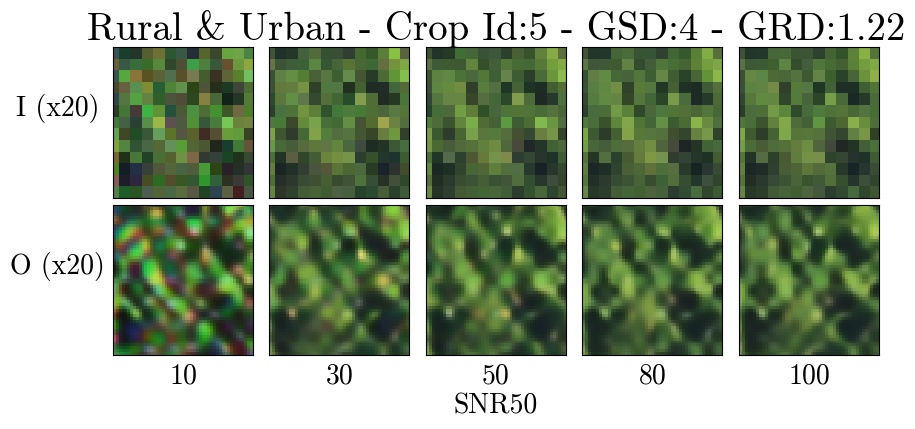 Rural & Urban - Crop Id:5 - GSD:4 - GRD:1.22
I (x20)
O (x20)
10 30 50 80 100
SNR50